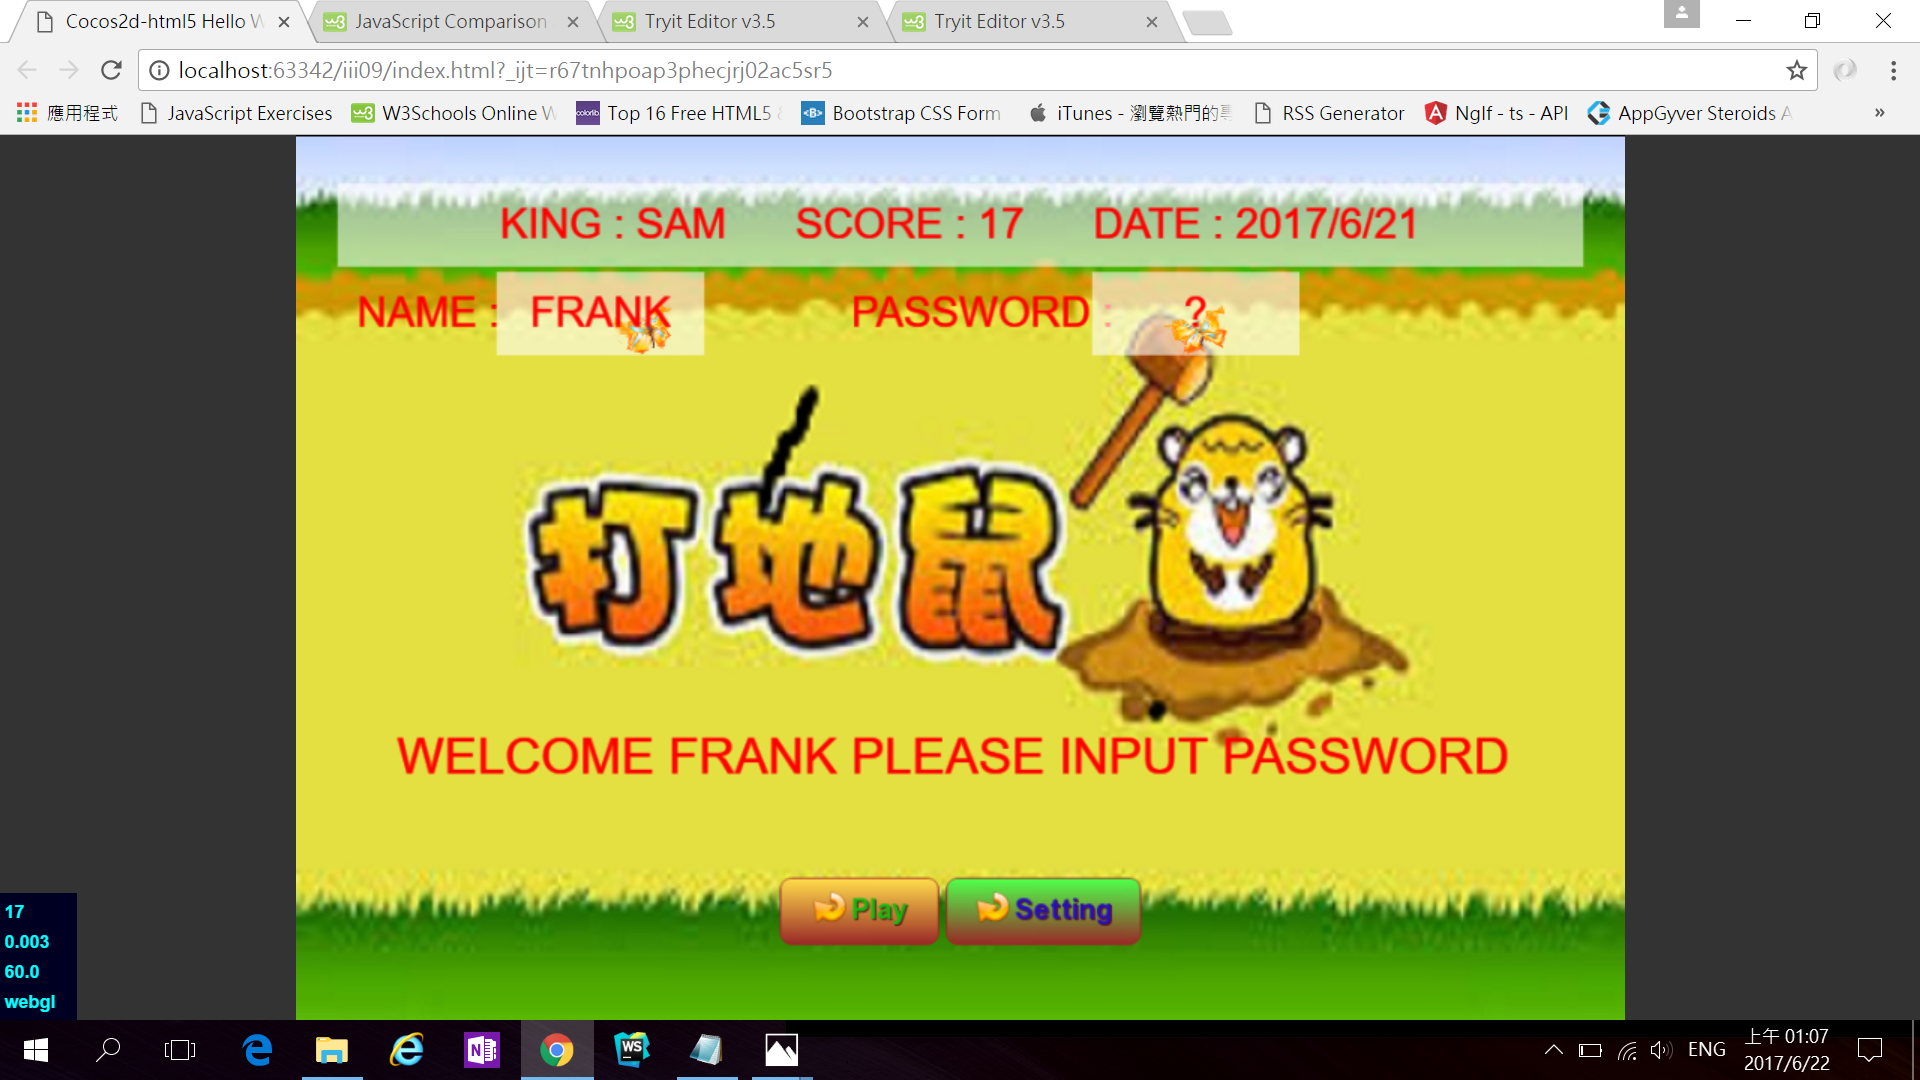 Cocos2d-html5 Hello W
JavaScript Comparison
Tryit Editor v3.5
Tryit Editor v3.5
localhost:63342/iii09/index.html?_ijt=r67tnhpoap3phecjrj02ac5sr5
應用程式
JavaScript Exercises
W3Schools Online W
colorlib
Top 16 Free HTML5 &
<B>
Bootstrap CSS Form
iTunes - 瀏覽熱門的專
RSS Generator
NgIf - ts - API
AppGyver Steroids A
»
KING : SAM SCORE : 17 DATE : 2017/6/21
NAME : FRANK PASSWORD : ?
打地鼠
WELCOME FRANK PLEASE INPUT PASSWORD
Play
Setting
17
0.003
60.0
webgl
WS
ENG
上午 01:07
2017/6/22